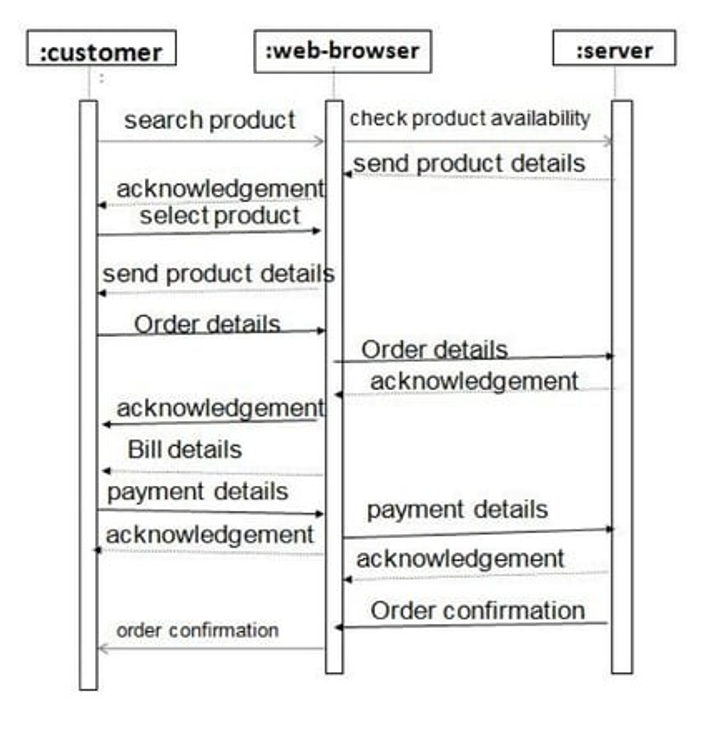 :customer
:web-browser
:server
:
search product
check product availability
send product details
acknowledgement
select product
send product details
Order details
Order details
acknowledgement
acknowledgement
Bill details
payment details
payment details
acknowledgement
acknowledgement
Order confirmation
order confirmation